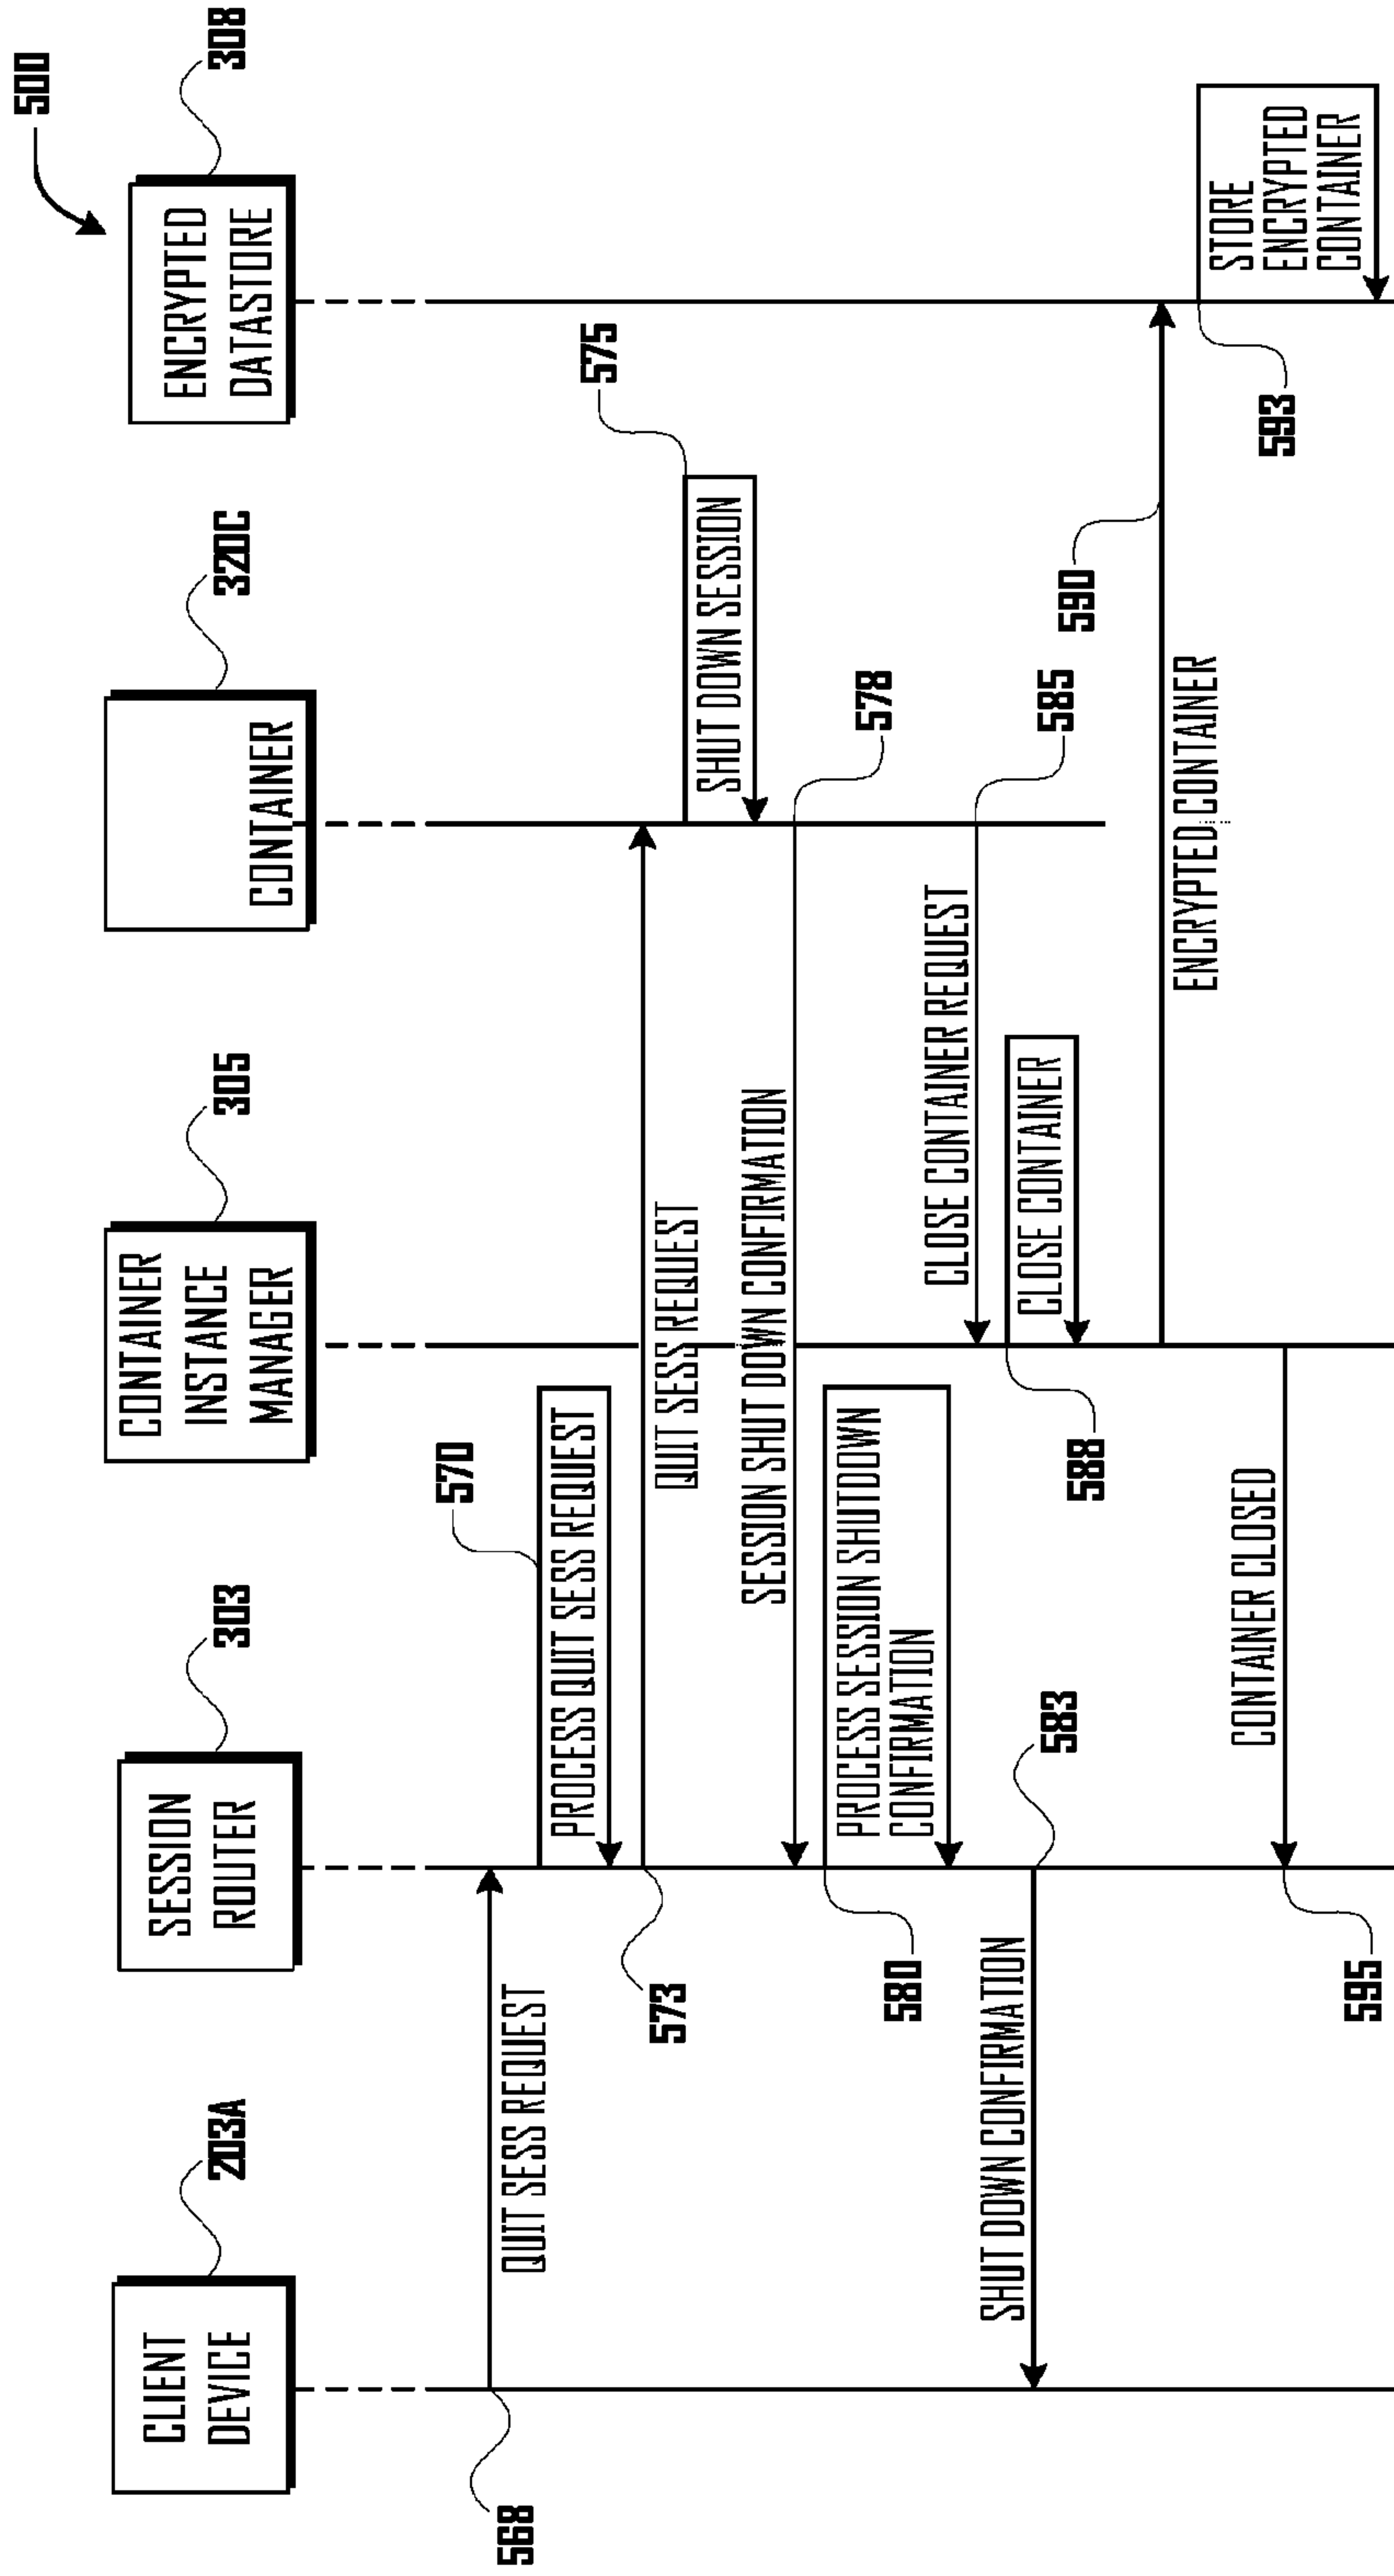 500
CLIENT
DEVICE
203A
SESSION
ROUTER
303
CONTAINER
INSTANCE
MANAGER
305
CONTAINER
320C
ENCRYPTED
DATASTORE
308
568
QUIT SESS REQUEST
570
PROCESS QUIT SESS REQUEST
573
QUIT SESS REQUEST
575
SHUT DOWN SESSION
578
SESSION SHUT DOWN CONFIRMATION
580
PROCESS SESSION SHUTDOWN
CONFIRMATION
583
SHUT DOWN CONFIRMATION
585
CLOSE CONTAINER REQUEST
588
CLOSE CONTAINER
590
ENCRYPTED CONTAINER
593
STORE
ENCRYPTED
CONTAINER
595
CONTAINER CLOSED